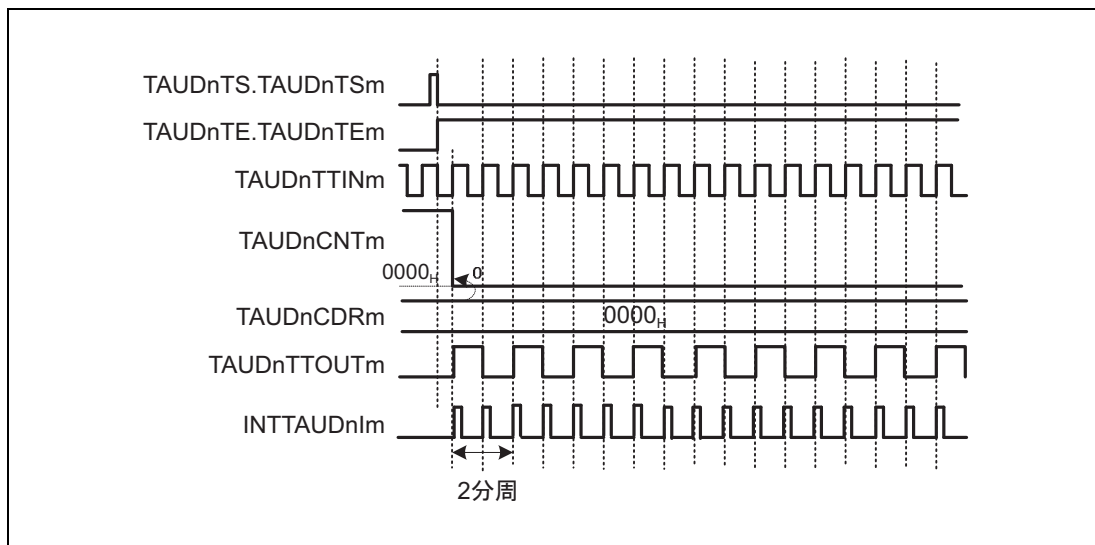 TAUDnTS.TAUDnTSm
TAUDnTE.TAUDnTEm
TAUDnTTINm
TAUDnCNTm
0000H
0
TAUDnCDRm
0000H
TAUDnTTOUTm
INTTAUDnIm
2分周